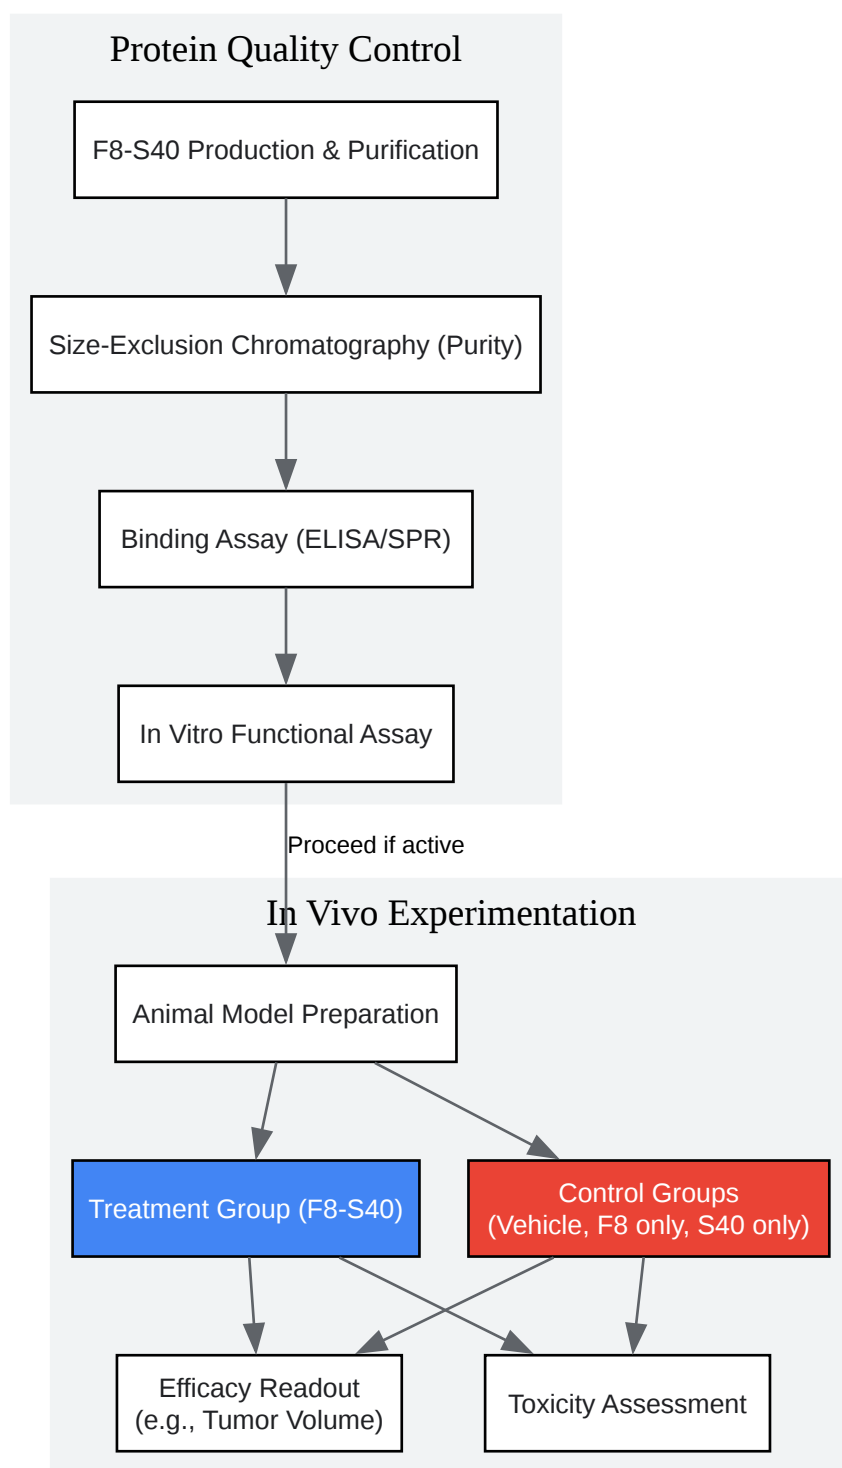 Protein Quality Control
F8-S40 Production & Purification
Size-Exclusion Chromatography (Purity)
Binding Assay (ELISA/SPR)
In Vitro Functional Assay
Proceed if active
In Vivo Experimentation
Animal Model Preparation
Treatment Group (F8-S40)
Control Groups
(Vehicle, F8 only, S40 only)
Efficacy Readout
(e.g., Tumor Volume)
Toxicity Assessment